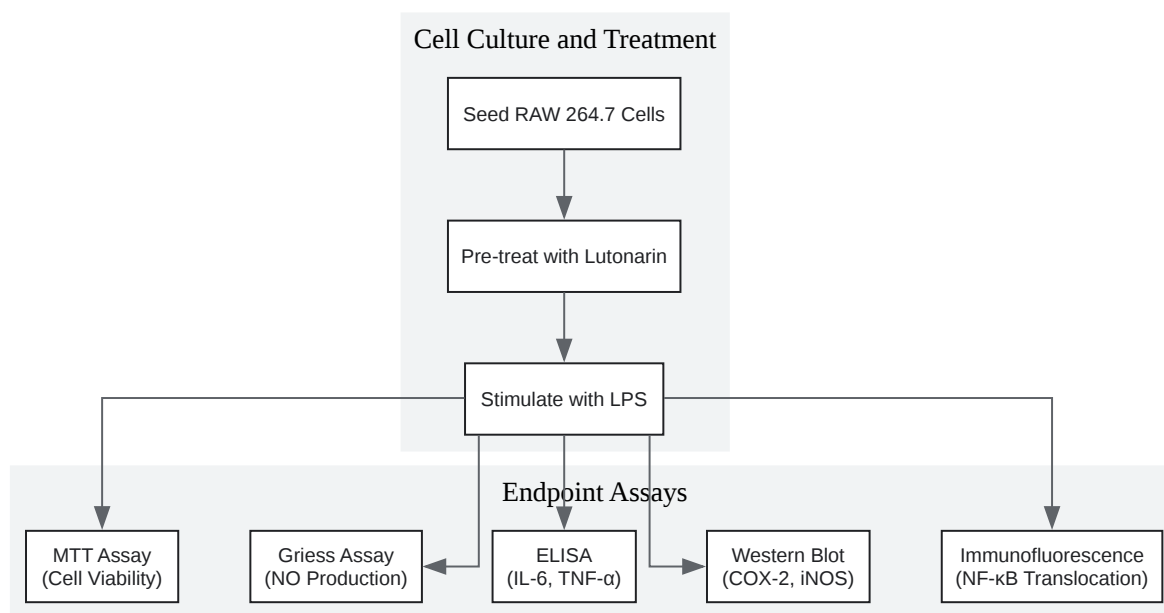 Cell Culture and Treatment
Seed RAW 264.7 Cells
Pre-treat with Lutonarin
Stimulate with LPS
Endpoint Assays
MTT Assay
(Cell Viability)
Griess Assay
(NO Production)
ELISA
(IL-6, TNF-α)
Western Blot
(COX-2, iNOS)
Immunofluorescence
(NF-κB Translocation)